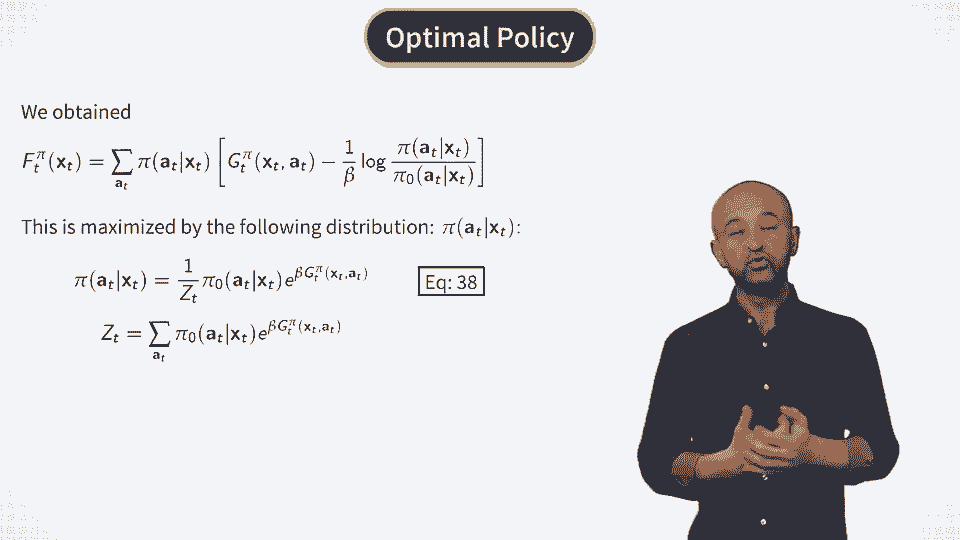 Optimal Policy
We obtained
$F_t^{\pi}(\mathbf{x}_t) = \sum_{\mathbf{a}_t} \pi(\mathbf{a}_t|\mathbf{x}_t) \left[ G_t^{\pi}(\mathbf{x}_t, \mathbf{a}_t) - \frac{1}{\beta} \log \frac{\pi(\mathbf{a}_t|\mathbf{x}_t)}{\pi_0(\mathbf{a}_t|\mathbf{x}_t)} \right]$
This is maximized by the following distribution: $\pi(\mathbf{a}_t|\mathbf{x}_t)$:
$\pi(\mathbf{a}_t|\mathbf{x}_t) = \frac{1}{Z_t} \pi_0(\mathbf{a}_t|\mathbf{x}_t) e^{\beta G_t^{\pi}(\mathbf{x}_t, \mathbf{a}_t)}$ Eq: 38
$Z_t = \sum_{\mathbf{a}_t} \pi_0(\mathbf{a}_t|\mathbf{x}_t) e^{\beta G_t^{\pi}(\mathbf{x}_t, \mathbf{a}_t)}$